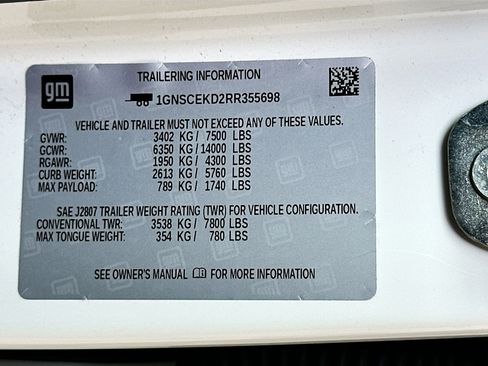 gm
TRAILERING INFORMATION
1GNSCEKD2RR355698
VEHICLE AND TRAILER MUST NOT EXCEED ANY OF THESE VALUES.
GVWR: 3402 KG/ 7500 LBS
GCWR: 6350 KG/14000 LBS
RGAWR: 1950 KG/ 4300 LBS
CURB WEIGHT: 2613 KG/ 5760 LBS
MAX PAYLOAD: 789 KG/ 1740 LBS
SAE J2807 TRAILER WEIGHT RATING (TWR) FOR VEHICLE CONFIGURATION.
CONVENTIONAL TWR: 3538 KG/ 7800 LBS
MAX TONGUE WEIGHT: 354 KG/ 780 LBS
SEE OWNER'S MANUAL FOR MORE INFORMATION